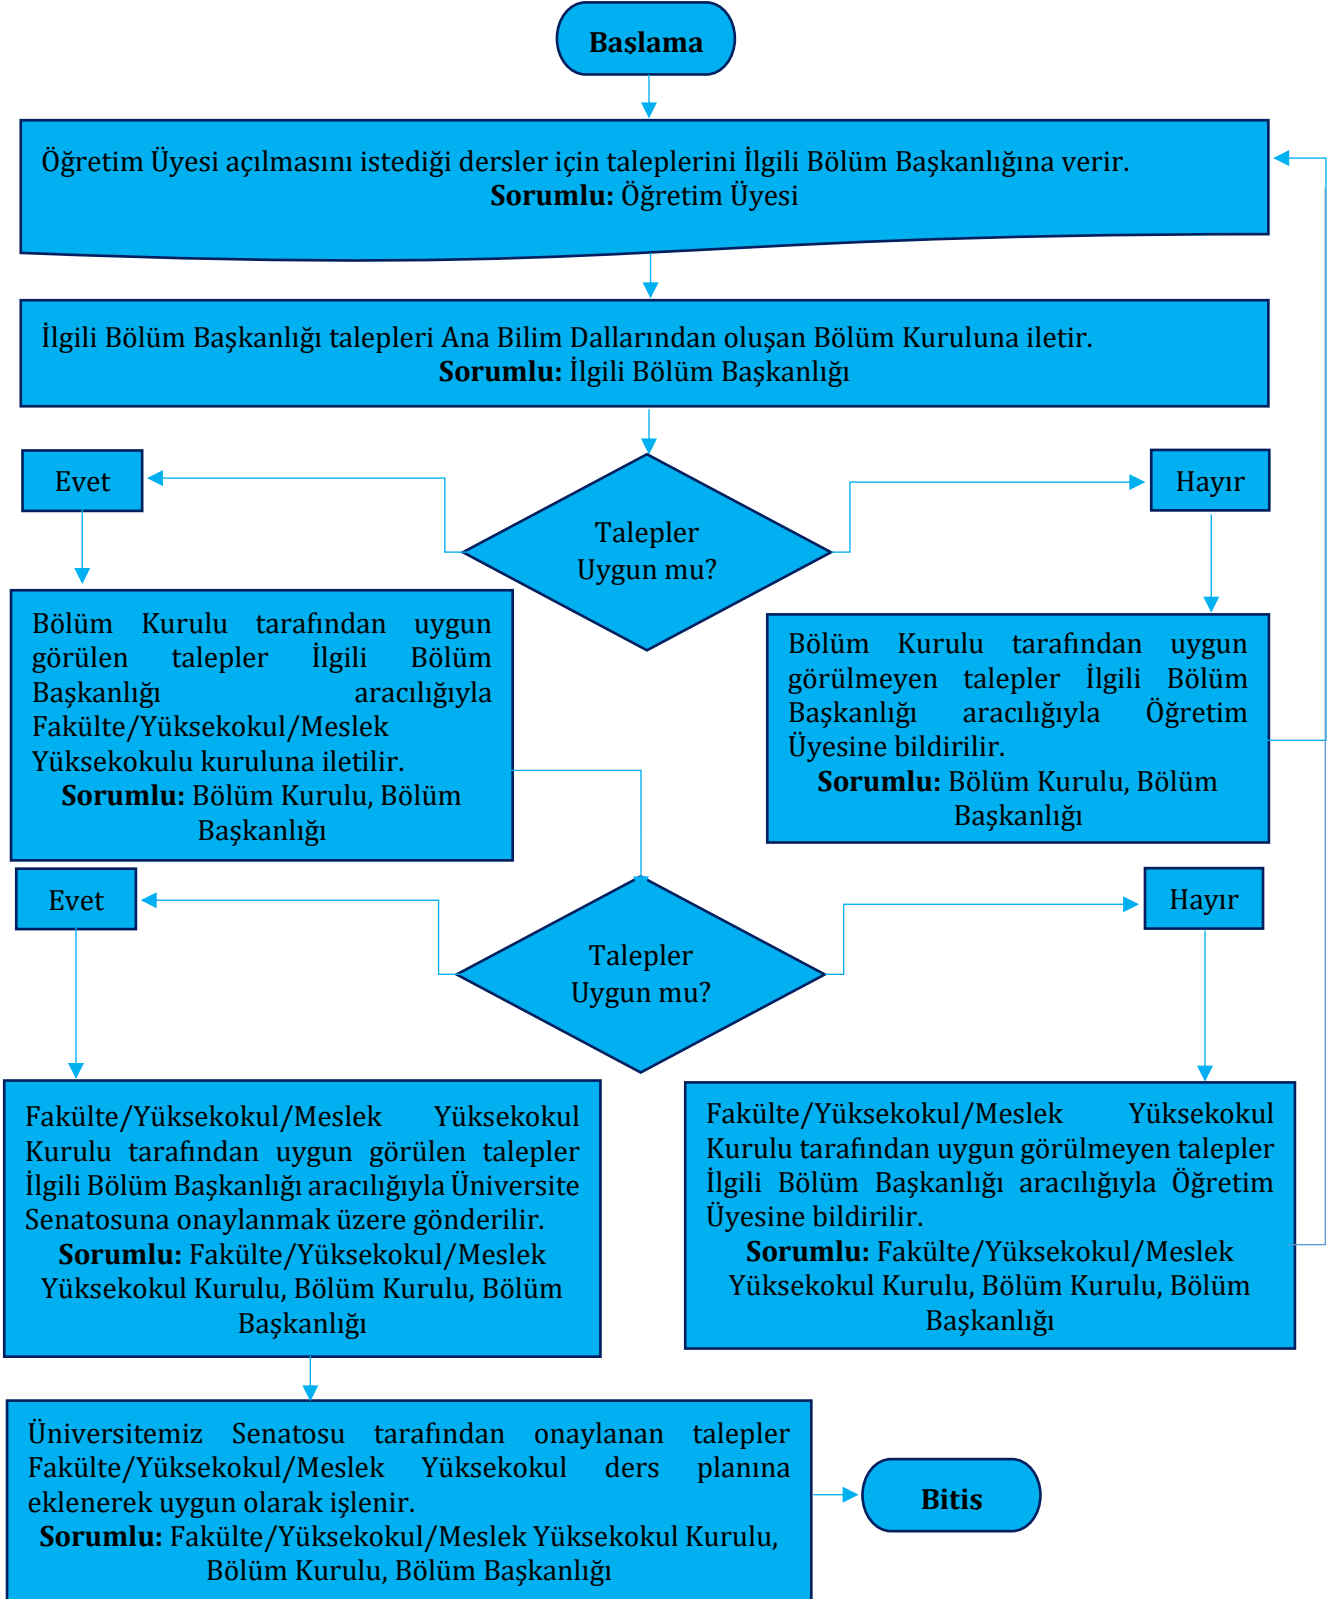 Başlama
Öğretim Üyesi açılmasını istediği dersler için taleplerini İlgili Bölüm Başkanlığına verir.
Sorumlu: Öğretim Üyesi
İlgili Bölüm Başkanlığı talepleri Ana Bilim Dallarından oluşan Bölüm Kuruluna iletir.
Sorumlu: İlgili Bölüm Başkanlığı
Evet
Hayır
Talepler
Uygun mu?
Bölüm Kurulu tarafından uygun
görülen talepler İlgili Bölüm
Başkanlığı aracılığıyla
Fakülte/Yüksekokul/Meslek
Yüksekokulu kuruluna iletilir.
Sorumlu: Bölüm Kurulu, Bölüm
Başkanlığı
Bölüm Kurulu tarafından uygun
görülmeyen talepler İlgili Bölüm
Başkanlığı aracılığıyla Öğretim
Üyesine bildirilir.
Sorumlu: Bölüm Kurulu, Bölüm
Başkanlığı
Evet
Hayır
Talepler
Uygun mu?
Fakülte/Yüksekokul/Meslek Yüksekokul
Kurulu tarafından uygun görülen talepler
İlgili Bölüm Başkanlığı aracılığıyla Üniversite
Senatosuna onaylanmak üzere gönderilir.
Sorumlu: Fakülte/Yüksekokul/Meslek
Yüksekokul Kurulu, Bölüm Kurulu, Bölüm
Başkanlığı
Fakülte/Yüksekokul/Meslek Yüksekokul
Kurulu tarafından uygun görülmeyen talepler
İlgili Bölüm Başkanlığı aracılığıyla Öğretim
Üyesine bildirilir.
Sorumlu: Fakülte/Yüksekokul/Meslek
Yüksekokul Kurulu, Bölüm Kurulu, Bölüm
Başkanlığı
Üniversitemiz Senatosu tarafından onaylanan talepler
Fakülte/Yüksekokul/Meslek Yüksekokul ders planına
eklenerek uygun olarak işlenir.
Sorumlu: Fakülte/Yüksekokul/Meslek Yüksekokul Kurulu,
Bölüm Kurulu, Bölüm Başkanlığı
Bitis